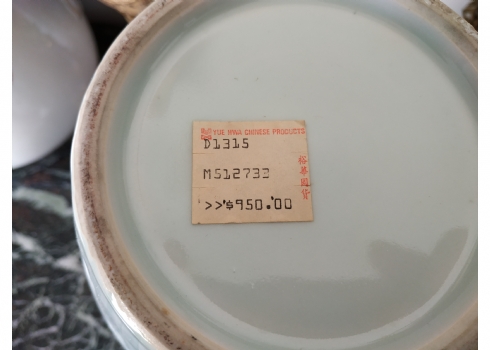 YUE HWA CHINESE PRODUCTS
D1315
MS12733
裕華國貨
>>$950.00